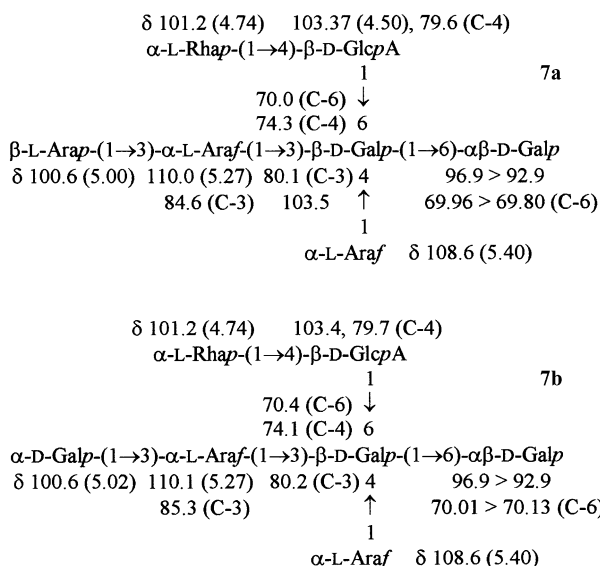 δ 101.2 (4.74) 103.37 (4.50), 79.6 (C-4)
α-L-Rhap-(1→4)-β-D-GlcpA
1 7a
70.0 (C-6) ↓
74.3 (C-4) 6
β-L-Arap-(1→3)-α-L-Araf-(1→3)-β-D-Galp-(1→6)-αβ-D-Galp
δ 100.6 (5.00) 110.0 (5.27) 80.1 (C-3) 4 96.9 > 92.9
84.6 (C-3) 103.5 ↑ 69.96 > 69.80 (C-6)
1
α-L-Araf δ 108.6 (5.40)
δ 101.2 (4.74) 103.4, 79.7 (C-4)
α-L-Rhap-(1→4)-β-D-GlcpA
1 7b
70.4 (C-6) ↓
74.1 (C-4) 6
α-D-Galp-(1→3)-α-L-Araf-(1→3)-β-D-Galp-(1→6)-αβ-D-Galp
δ 100.6 (5.02) 110.1 (5.27) 80.2 (C-3) 4 96.9 > 92.9
85.3 (C-3) ↑ 70.01 > 70.13 (C-6)
1
α-L-Araf δ 108.6 (5.40)